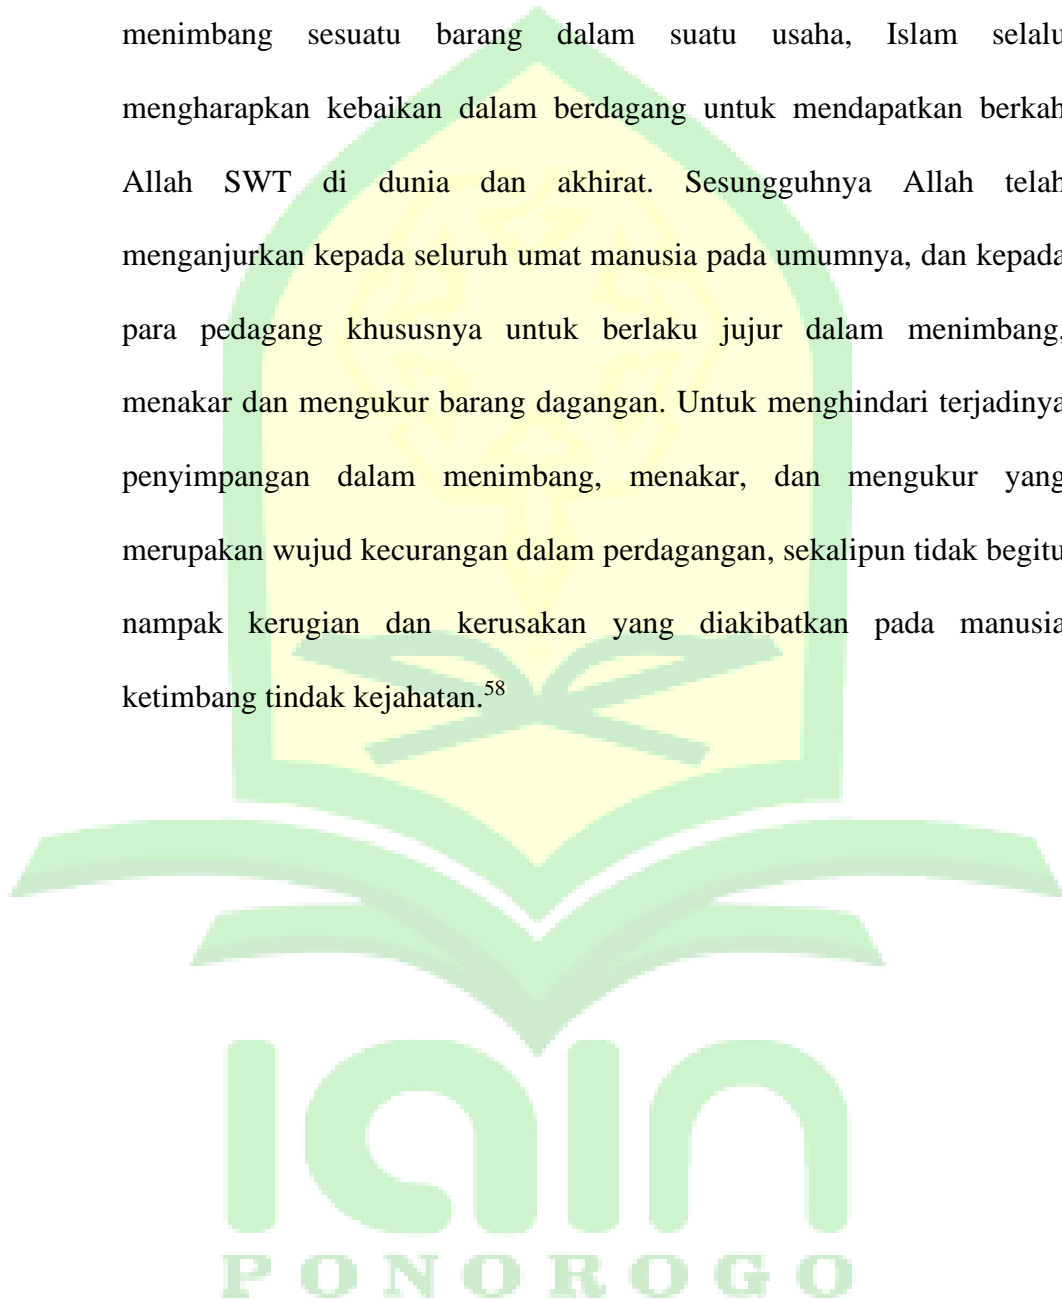 menimbang sesuatu barang dalam suatu usaha, Islam selalu
mengharapkan kebaikan dalam berdagang untuk mendapatkan berkah
Allah SWT di dunia dan akhirat. Sesungguhnya Allah telah
menganjurkan kepada seluruh umat manusia pada umumnya, dan kepada
para pedagang khususnya untuk berlaku jujur dalam menimbang,
menakar dan mengukur barang dagangan. Untuk menghindari terjadinya
penyimpangan dalam menimbang, menakar, dan mengukur yang
merupakan wujud kecurangan dalam perdagangan, sekalipun tidak begitu
nampak kerugian dan kerusakan yang diakibatkan pada manusia
ketimbang tindak kejahatan.58
iain
PONOROGO